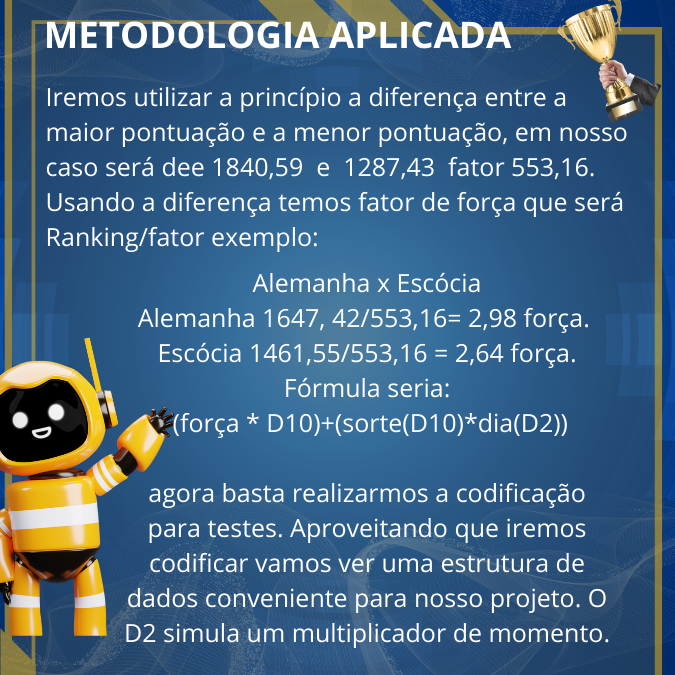 METODOLOGIA APLICADA
Iremos utilizar a princípio a diferença entre a
maior pontuação e a menor pontuação, em nosso
caso será dee 1840,59 e 1287,43 fator 553,16.
Usando a diferença temos fator de força que será
Ranking/fator exemplo:
Alemanha x Escócia
Alemanha 1647, 42/553,16= 2,98 força.
Escócia 1461,55/553,16 = 2,64 força.
Fórmula seria:
(força * D10)+(sorte(D10)*dia(D2))
agora basta realizarmos a codificação
para testes. Aproveitando que iremos
codificar vamos ver uma estrutura de
dados conveniente para nosso projeto. O
D2 simula um multiplicador de momento.